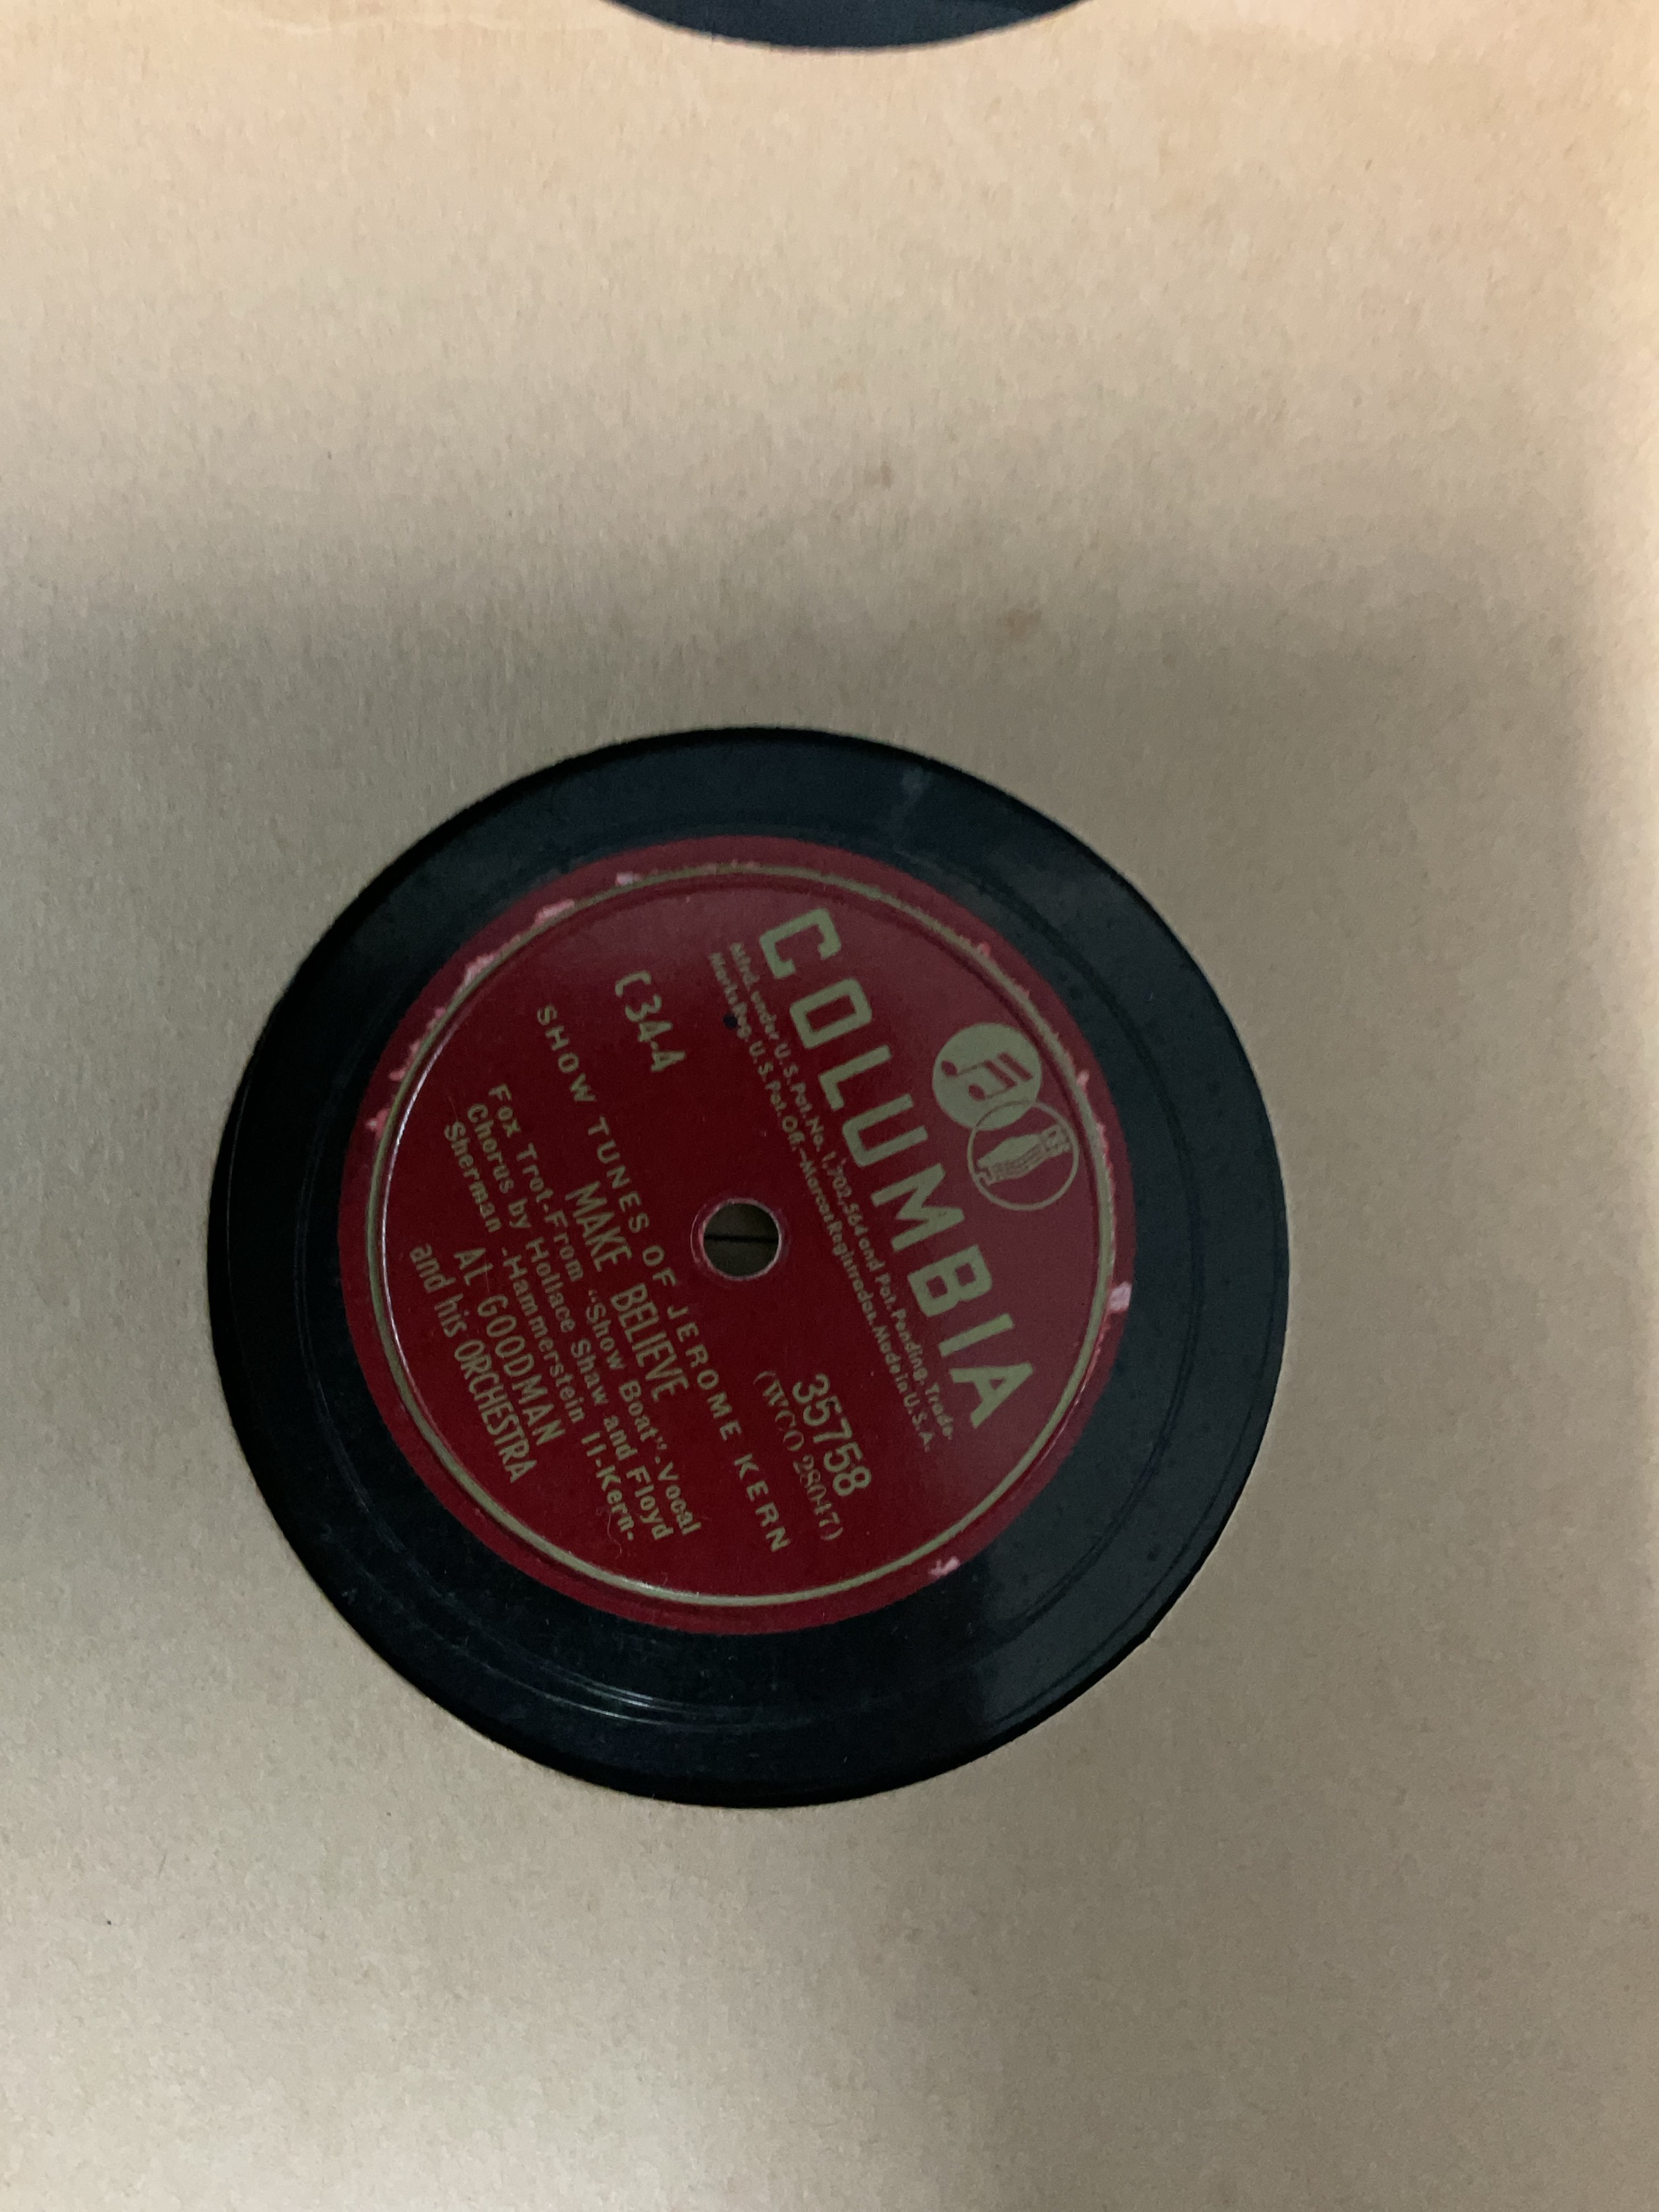 COLUMBIA
Mfrd. under U.S. Pat. No. 1,702,564 and Pat. Pending. Trade
Marks Reg. U.S. Pat. Off.-Marcas Registradas. Made in U.S.A.
35758
(WCO 28047)
C 34-4
SHOW TUNES OF JEROME KERN
MAKE BELIEVE
Fox Trot-From "Show Boat".Vocal
Chorus by Hollace Shaw and Floyd
Sherman -Hammerstein II-Kern-
AL GOODMAN
and his ORCHESTRA